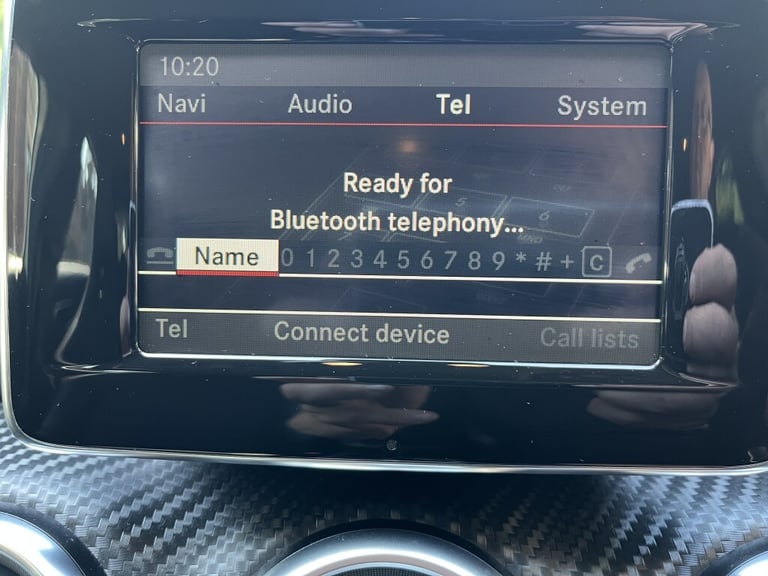 10:20
Navi Audio Tel System
Ready for
Bluetooth telephony...
Name 0 1 2 3 4 5 6 7 8 9 * # + C
Tel Connect device Call lists